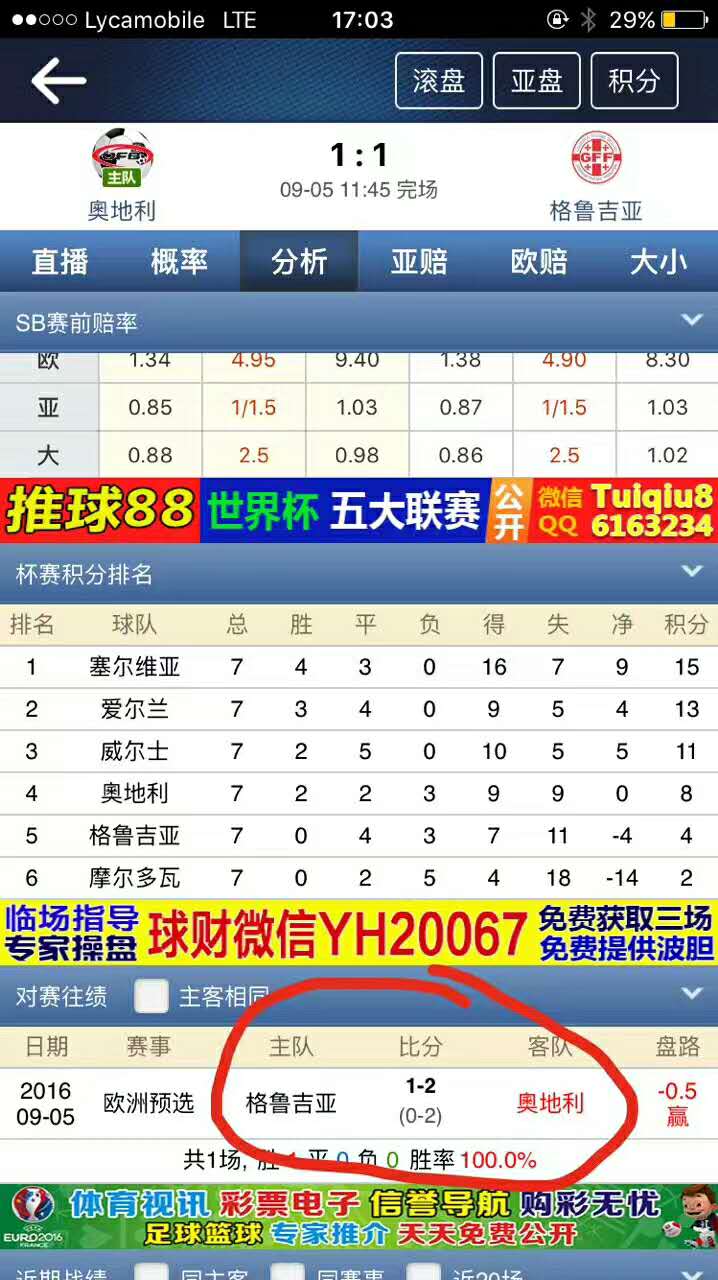 Lycamobile LTE 17:03 29%
滚盘 亚盘 积分
1:1
09-05 11:45 完场
主队
GFF
奥地利 格鲁吉亚
直播 概率 分析 亚赔 欧赔 大小
SB赛前赔率
欧 1.34 4.95 9.40 1.38 4.90 8.30
亚 0.85 1/1.5 1.03 0.87 1/1.5 1.03
大 0.88 2.5 0.98 0.86 2.5 1.02
推球88 世界杯 五大联赛 公开 微信 Tuiqiu8
QQ 6163234
杯赛积分排名
排名 球队 总 胜 平 负 得 失 净 积分
1 塞尔维亚 7 4 3 0 16 7 9 15
2 爱尔兰 7 3 4 0 9 5 4 13
3 威尔士 7 2 5 0 10 5 5 11
4 奥地利 7 2 2 3 9 9 0 8
5 格鲁吉亚 7 0 4 3 7 11 -4 4
6 摩尔多瓦 7 0 2 5 4 18 -14 2
临场指导 球财微信YH20067 免费获取三场
专家操盘 免费提供波胆
对赛往绩 主客相同
日期 赛事 主队 比分 客队 盘路
2016 09-05 欧洲预选 格鲁吉亚 1-2 (0-2) 奥地利 -0.5 赢
共1场, 胜 1 平 0 负 0 胜率 100.0%
体育视讯 彩票电子 信誉导航 购彩无忧
EURO2016 足球篮球 专家推介 天天免费公开
FRANCE
近期战绩 同主客 同赛事 近20场